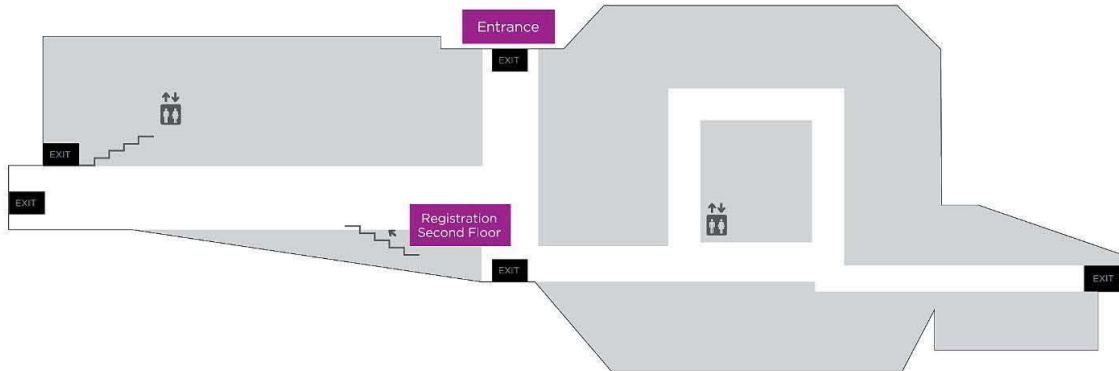 Entrance
EXIT
EXIT
EXIT
Registration
Second Floor
EXIT
EXIT